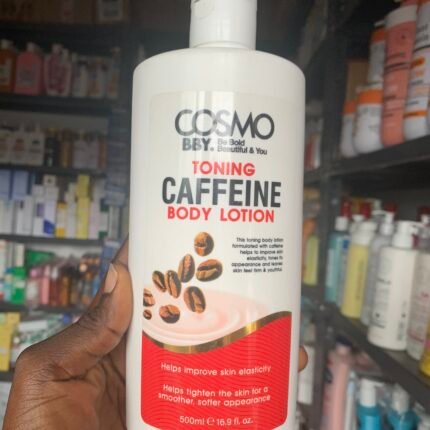 COSMO
BBY. Be Bold
Beautiful & You
TONING
CAFFEINE
BODY LOTION
This toning body lotion
formulated with caffeine
helps to improve skin
elasticity, tones its
appearance and leaves
skin feel firm & youthful
Helps improve skin elasticity
Helps tighten the skin for a
smoother, softer appearance
500ml ℮ 16.9 fl. oz.